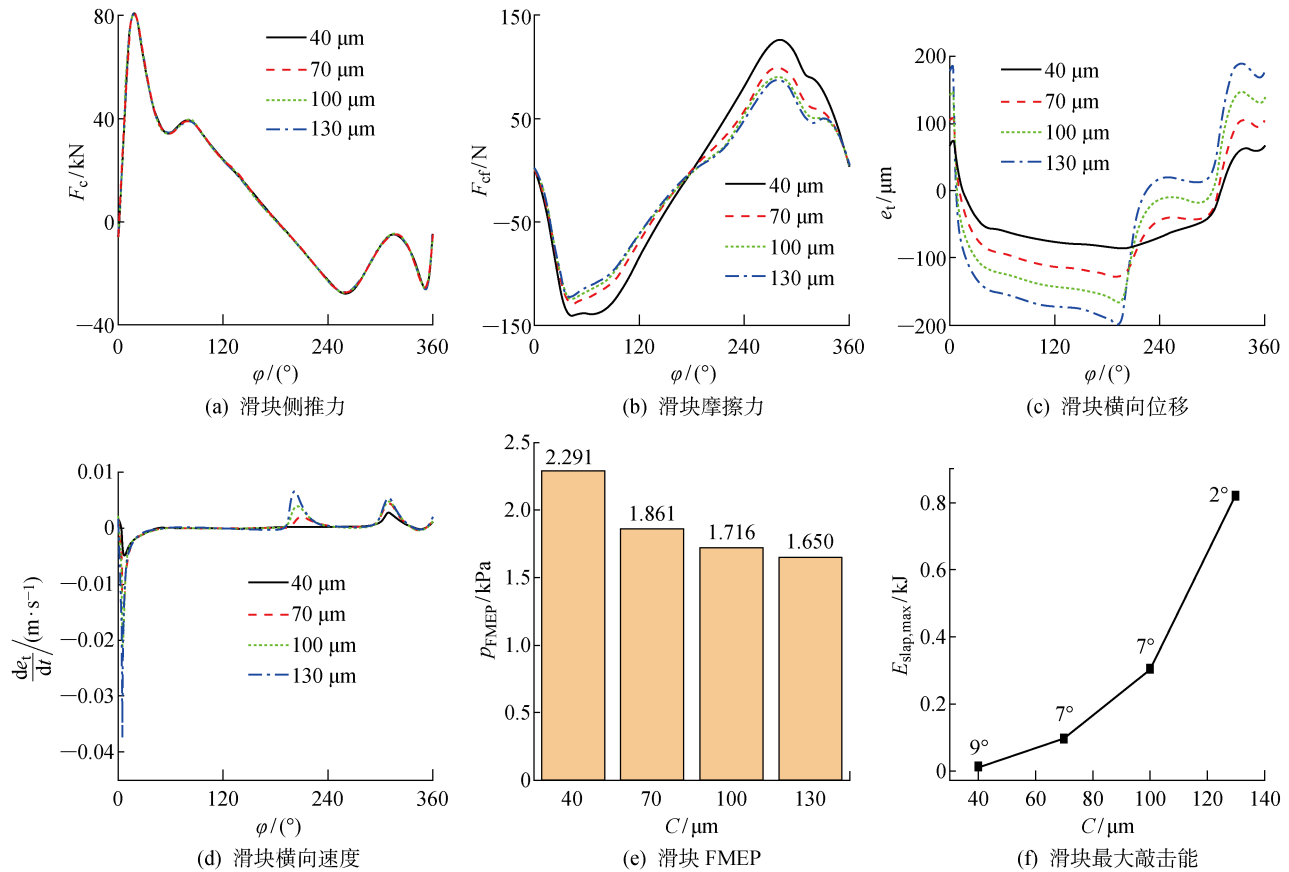 F_c/kN
80
40
0
—40
0 120 240 360
φ/(°)
40 μm
70 μm
100 μm
130 μm
(a) 滑块侧推力
F_cf/N
150
50
—50
—150
0 120 240 360
φ/(°)
40 μm
70 μm
100 μm
130 μm
(b) 滑块摩擦力
e_t/μm
200
100
0
—100
—200
0 120 240 360
φ/(°)
40 μm
70 μm
100 μm
130 μm
(c) 滑块横向位移
de_t/dt/(m·s⁻¹)
0.01
0
—0.01
—0.02
—0.03
—0.04
0 120 240 360
φ/(°)
40 μm
70 μm
100 μm
130 μm
(d) 滑块横向速度
p_FMEP/kPa
2.5
2.0
1.5
1.0
0.5
0
2.291
1.861
1.716
1.650
40 70 100 130
C/μm
(e) 滑块 FMEP
E_slap,max/kJ
0.8
0.6
0.4
0.2
0
9°
7°
7°
2°
40 60 80 100 120 140
C/μm
(f) 滑块最大敲击能